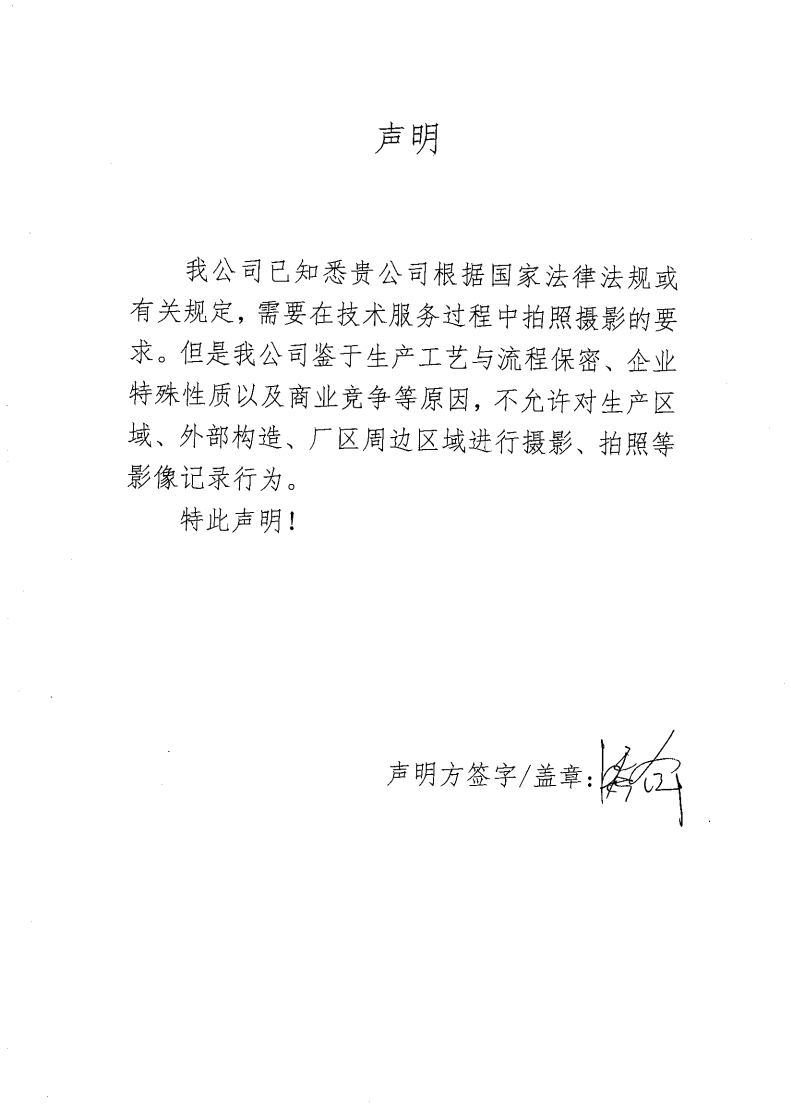 声明
我公司已知悉贵公司根据国家法律法规或
有关规定，需要在技术服务过程中拍照摄影的要
求。但是我公司鉴于生产工艺与流程保密、企业
特殊性质以及商业竞争等原因，不允许对生产区
域、外部构造、厂区周边区域进行摄影、拍照等
影像记录行为。
特此声明！
声明方签字/盖章：